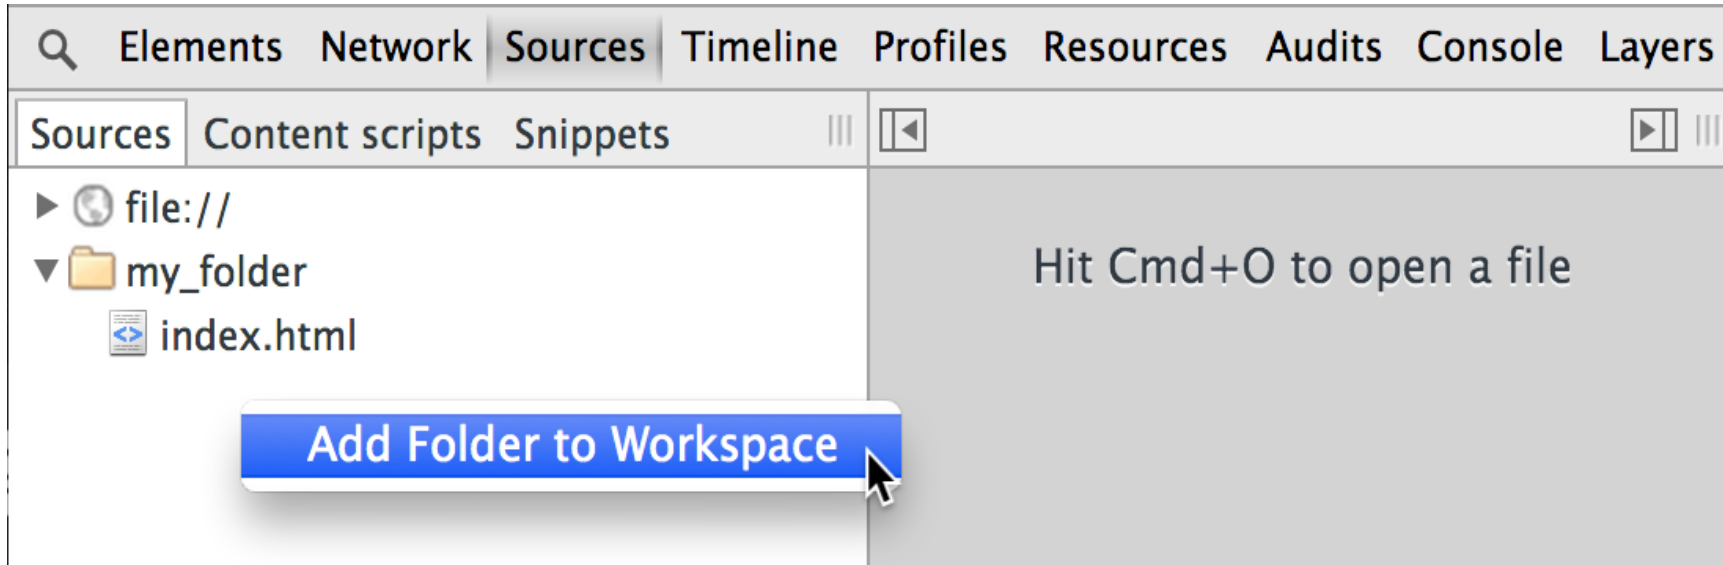 Elements Network Sources Timeline Profiles Resources Audits Console Layers
Sources Content scripts Snippets
file://
my_folder
index.html
Add Folder to Workspace
Hit Cmd+O to open a file